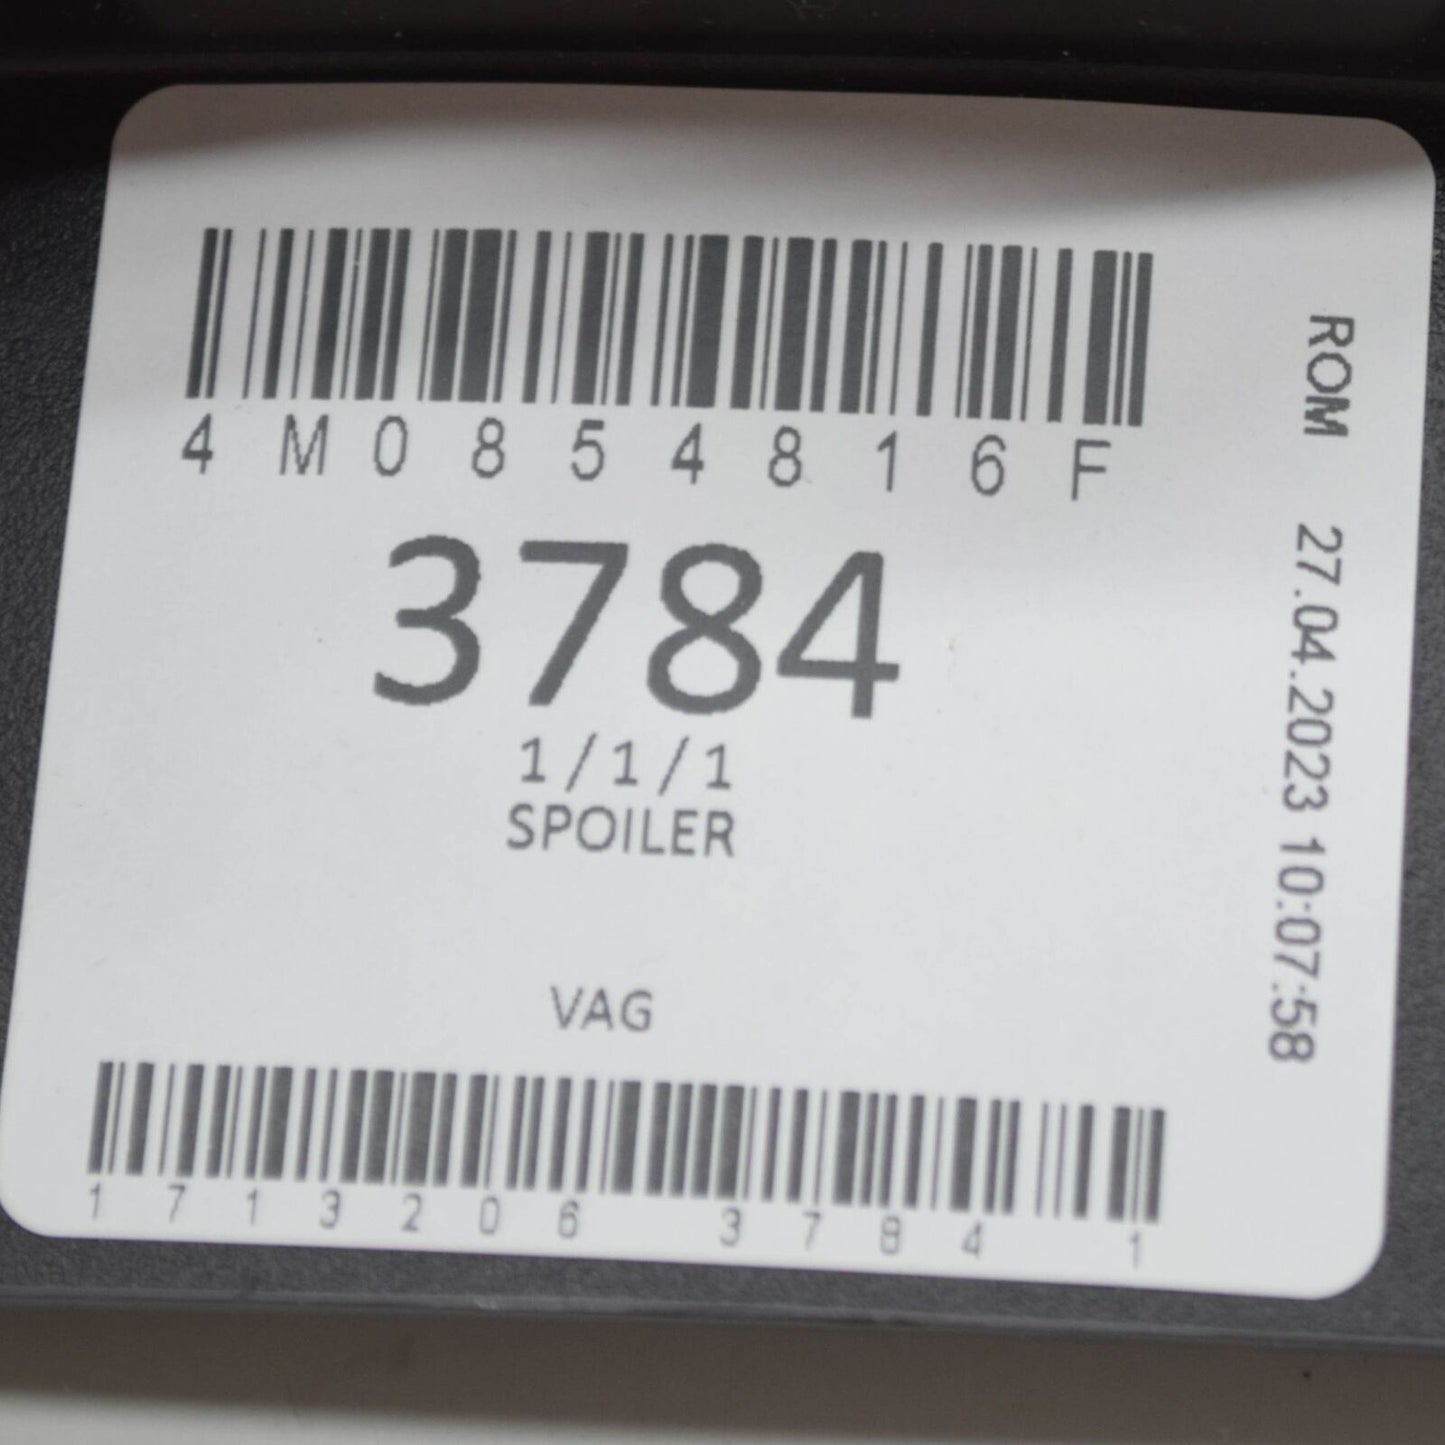 4M0854816F
3784
1/1/1
SPOILER
VAG
1713206 3784 1
ROM 27.04.2023 10:07:58